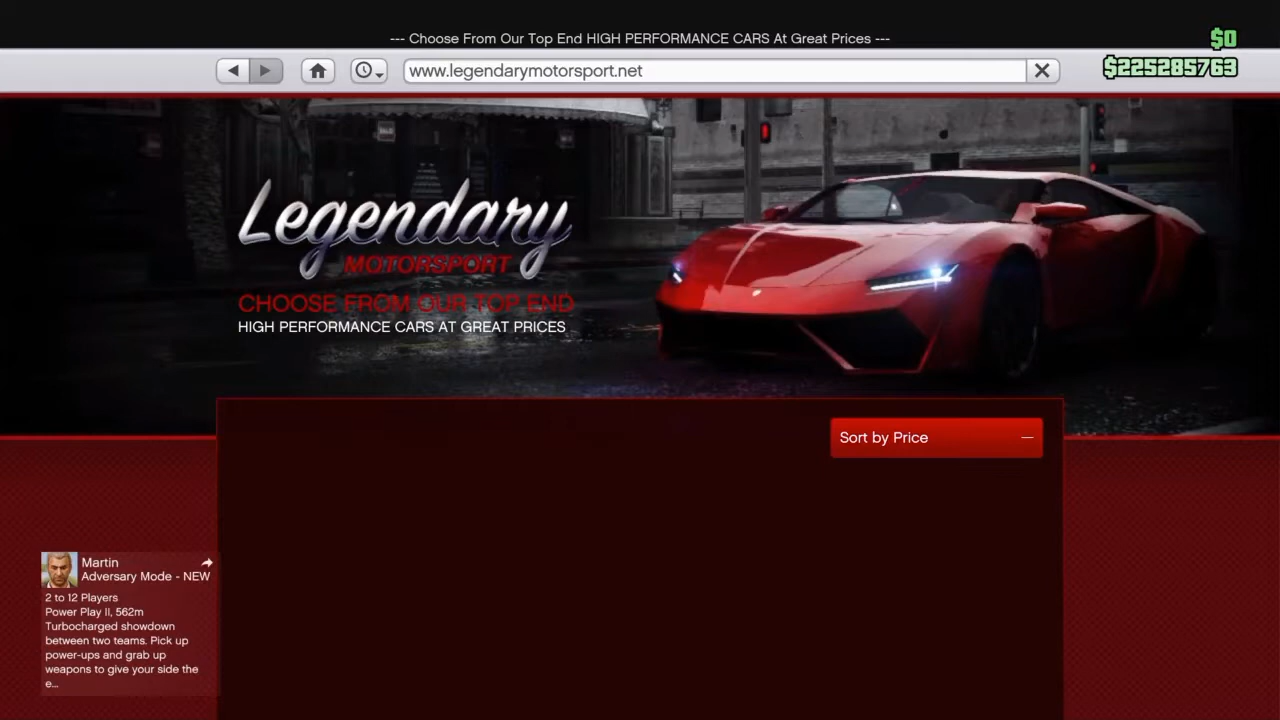 --- Choose From Our Top End HIGH PERFORMANCE CARS At Great Prices ---
$0
www.legendarymotorsport.net
$225285763
Legendary
MOTORSPORT
CHOOSE FROM OUR TOP END
HIGH PERFORMANCE CARS AT GREAT PRICES
Sort by Price
Martin
Adversary Mode - NEW
2 to 12 Players
Power Play II, 562m
Turbocharged showdown
between two teams. Pick up
power-ups and grab up
weapons to give your side the
e...